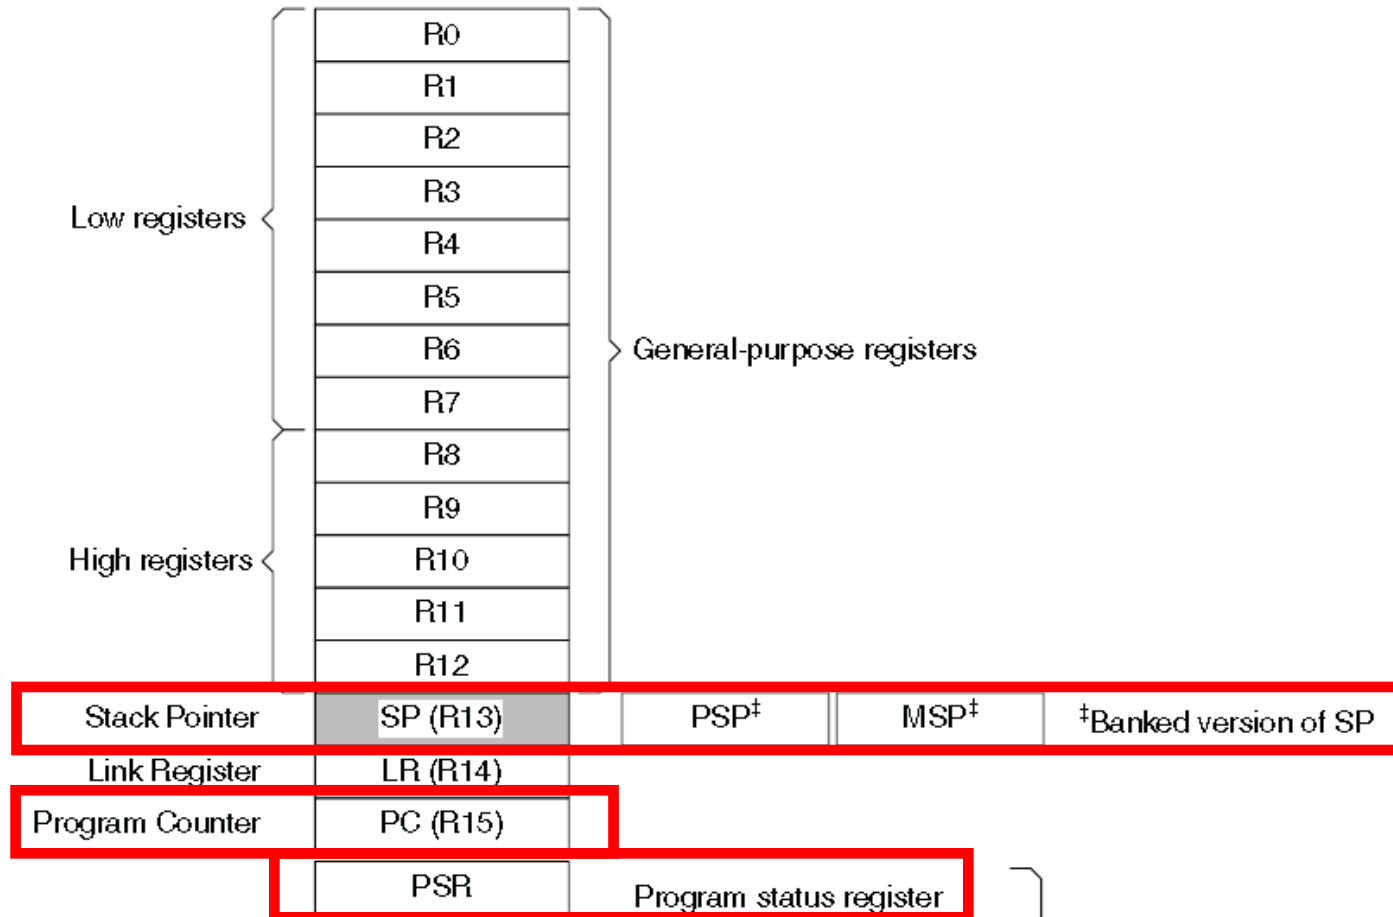 R0
R1
R2
R3
Low registers
R4
R5
R6
General-purpose registers
R7
R8
R9
High registers
R10
R11
R12
Stack Pointer SP (R13) PSP‡ MSP‡ ‡Banked version of SP
Link Register LR (R14)
Program Counter PC (R15)
PSR Program status register